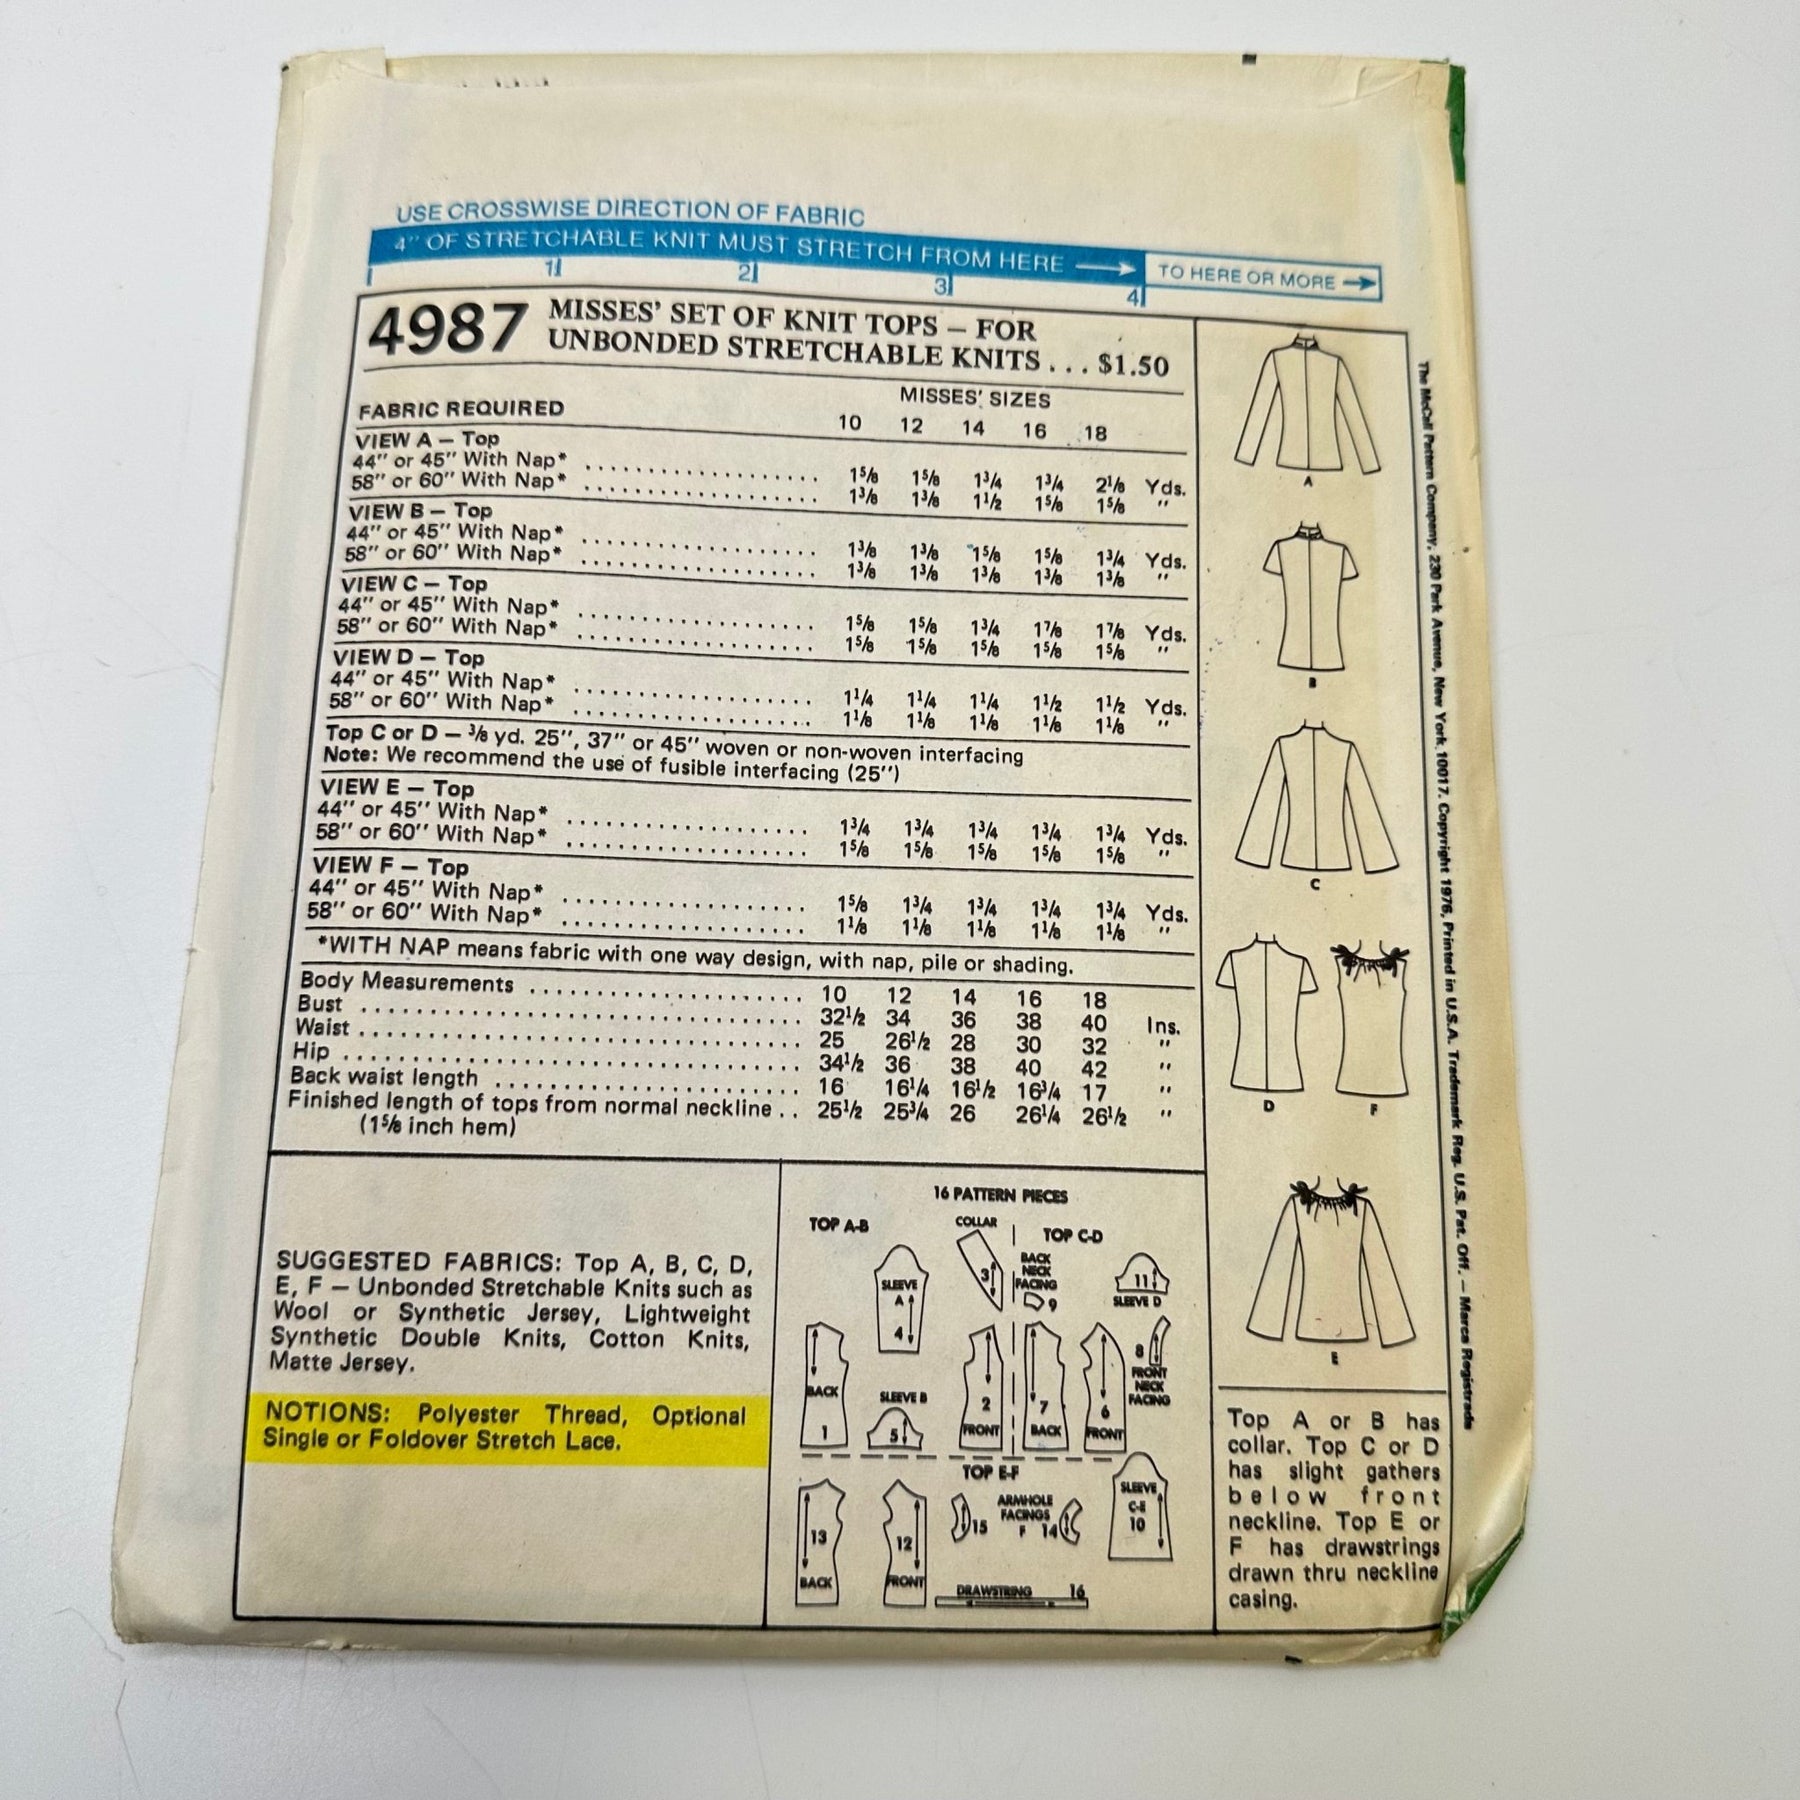 USE CROSSWISE DIRECTION OF FABRIC
4" OF STRETCHABLE KNIT MUST STRETCH FROM HERE → TO HERE OR MORE →
1 2 3 4
4987 MISSES' SET OF KNIT TOPS – FOR
UNBONDED STRETCHABLE KNITS . . . $1.50
MISSES' SIZES
FABRIC REQUIRED 10 12 14 16 18
VIEW A – Top
44" or 45" With Nap* 1⅝ 1⅝ 1¾ 1¾ 2⅛ Yds.
58" or 60" With Nap* 1⅜ 1⅜ 1½ 1⅝ 1⅝ "
VIEW B – Top
44" or 45" With Nap* 1⅜ 1⅜ 1⅝ 1⅝ 1¾ Yds.
58" or 60" With Nap* 1⅜ 1⅜ 1⅜ 1⅜ 1⅜ "
VIEW C – Top
44" or 45" With Nap* 1⅝ 1⅝ 1¾ 1⅞ 1⅞ Yds.
58" or 60" With Nap* 1⅝ 1⅝ 1⅝ 1⅝ 1⅝ "
VIEW D – Top
44" or 45" With Nap* 1¼ 1¼ 1¼ 1½ 1½ Yds.
58" or 60" With Nap* 1⅛ 1⅛ 1⅛ 1⅛ 1⅛ "
Top C or D – ⅜ yd. 25", 37" or 45" woven or non-woven interfacing
Note: We recommend the use of fusible interfacing (25")
VIEW E – Top
44" or 45" With Nap* 1¾ 1¾ 1¾ 1¾ 1¾ Yds.
58" or 60" With Nap* 1⅝ 1⅝ 1⅝ 1⅝ 1⅝ "
VIEW F – Top
44" or 45" With Nap* 1⅝ 1¾ 1¾ 1¾ 1¾ Yds.
58" or 60" With Nap* 1⅛ 1⅛ 1⅛ 1⅛ 1⅛ "
*WITH NAP means fabric with one way design, with nap, pile or shading.
Body Measurements 10 12 14 16 18
Bust 32½ 34 36 38 40 Ins.
Waist 25 26½ 28 30 32 "
Hip 34½ 36 38 40 42 "
Back waist length 16 16¼ 16½ 16¾ 17 "
Finished length of tops from normal neckline . . 25½ 25¾ 26 26¼ 26½ "
(1⅝ inch hem)
SUGGESTED FABRICS: Top A, B, C, D,
E, F – Unbonded Stretchable Knits such as
Wool or Synthetic Jersey, Lightweight
Synthetic Double Knits, Cotton Knits,
Matte Jersey.
NOTIONS: Polyester Thread, Optional
Single or Foldover Stretch Lace.
16 PATTERN PIECES
TOP A-B
COLLAR
3
TOP C-D
SLEEVE
A
4
BACK
NECK
FACING
9
11
SLEEVE D
BACK
1
SLEEVE B
5
2
FRONT
7
BACK
6
FRONT
8
FRONT
NECK
FACING
TOP E-F
13
BACK
12
FRONT
15
ARMHOLE
FACINGS
F
14
SLEEVE
C-E
10
DRAWSTRING 16
A
B
C
D
F
E
Top A or B has
collar. Top C or D
has slight gathers
below front
neckline. Top E or
F has drawstrings
drawn thru neckline
casing.
The McCall Pattern Company, 230 Park Avenue, New York 10017. Copyright 1976, Printed in U.S.A. Trademark Reg. U.S. Pat. Off. – Marca Registrada